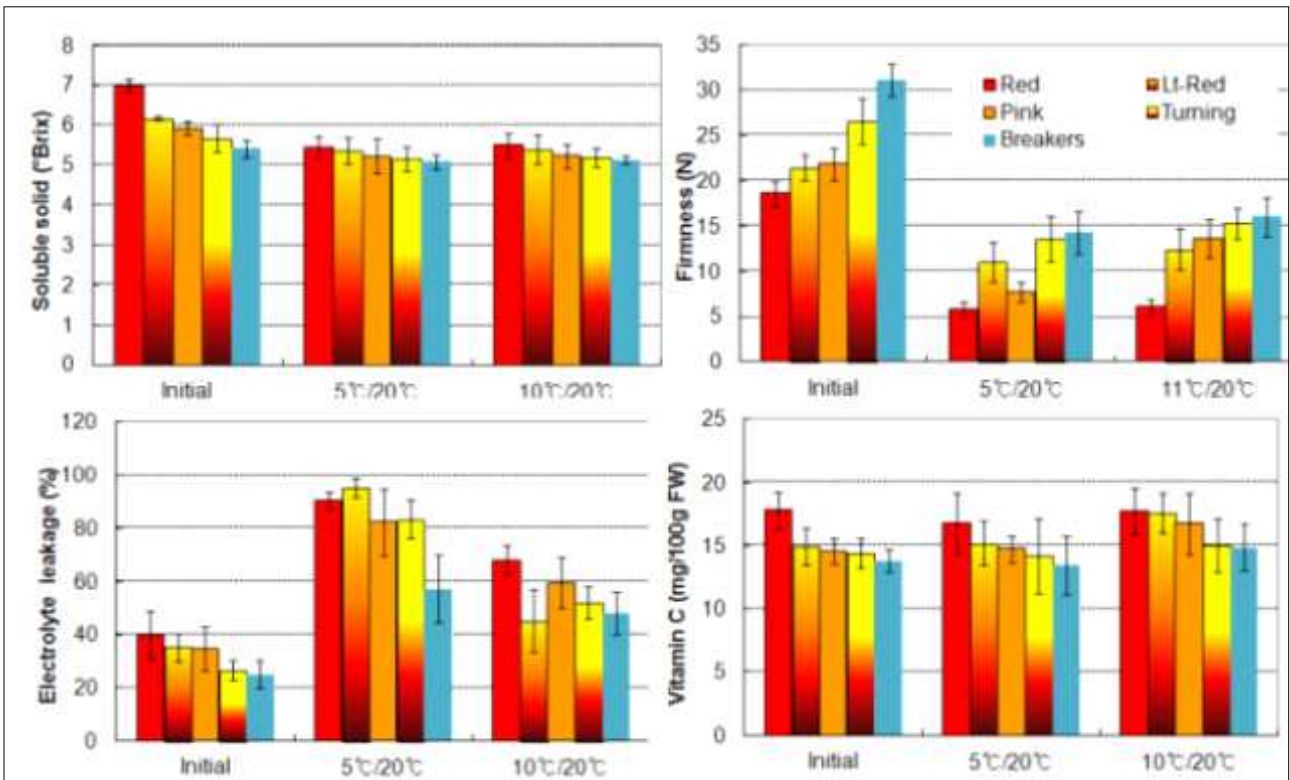 8
7
6
5
4
3
2
1
0
Soluble solid (°Brix)
Initial
5℃/20℃
10℃/20℃
35
30
25
20
15
10
5
0
Firmness (N)
Red
Lt-Red
Pink
Turning
Breakers
Initial
5℃/20℃
11℃/20℃
120
100
80
60
40
20
0
Electrolyte leakage (%)
Initial
5℃/20℃
10℃/20℃
25
20
15
10
5
0
Vitamin C (mg/100g FW)
Initial
5℃/20℃
10℃/20℃